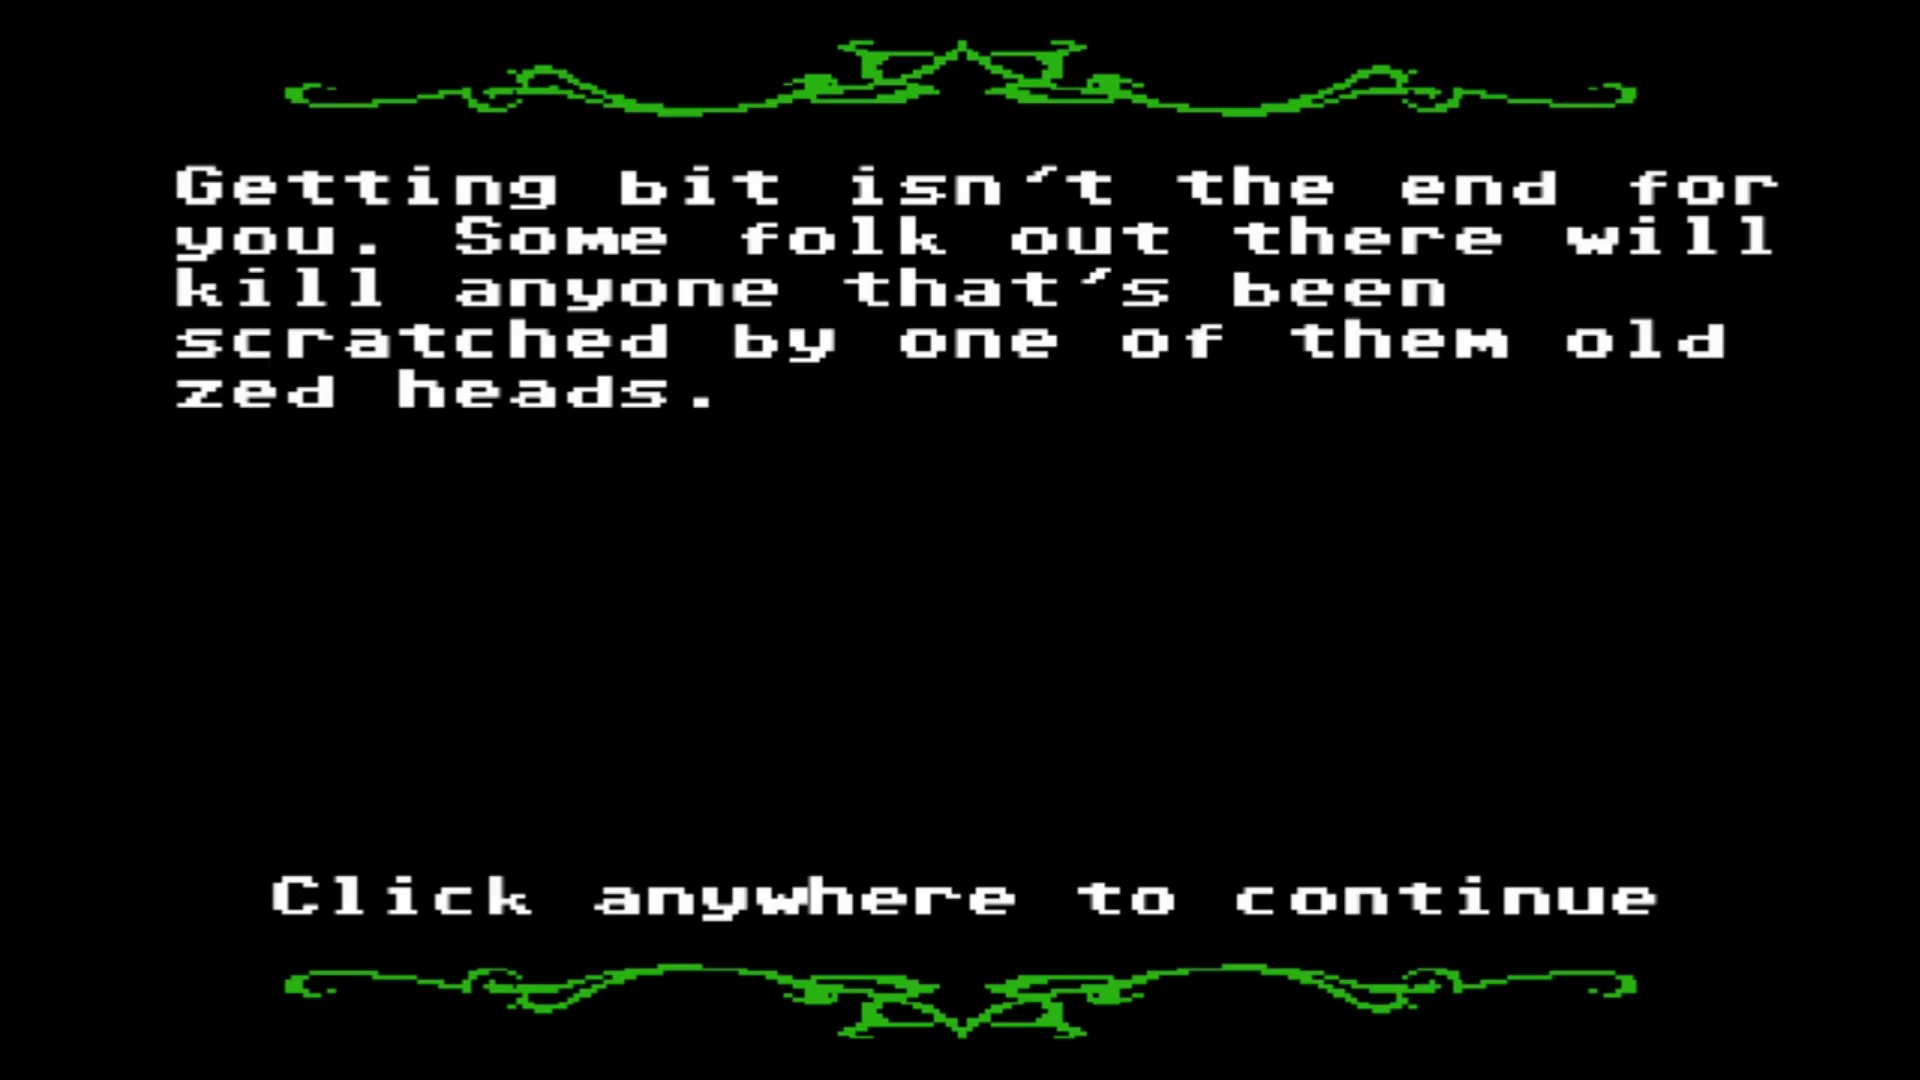 Getting bit isn't the end for
you. Some folk out there will
kill anyone that's been
scratched by one of them old
zed heads.
Click anywhere to continue